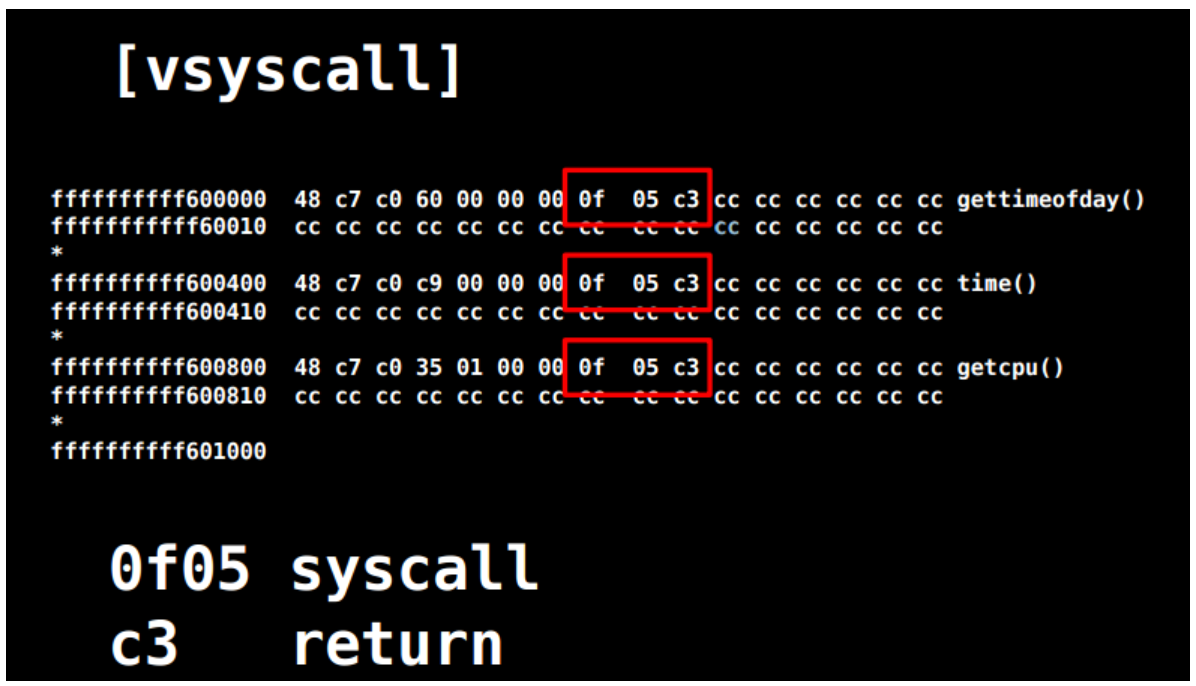 [vsyscall]
ffffffffff600000 48 c7 c0 60 00 00 00 0f 05 c3 cc cc cc cc cc cc gettimeofday()
fffffffffff60010 cc cc cc cc cc cc cc cc cc cc cc cc cc cc cc cc
*
ffffffffff600400 48 c7 c0 c9 00 00 00 0f 05 c3 cc cc cc cc cc cc time()
ffffffffff600410 cc cc cc cc cc cc cc cc cc cc cc cc cc cc cc cc
*
ffffffffff600800 48 c7 c0 35 01 00 00 0f 05 c3 cc cc cc cc cc cc getcpu()
ffffffffff600810 cc cc cc cc cc cc cc cc cc cc cc cc cc cc cc cc
*
ffffffffff601000
0f05 syscall
c3 return